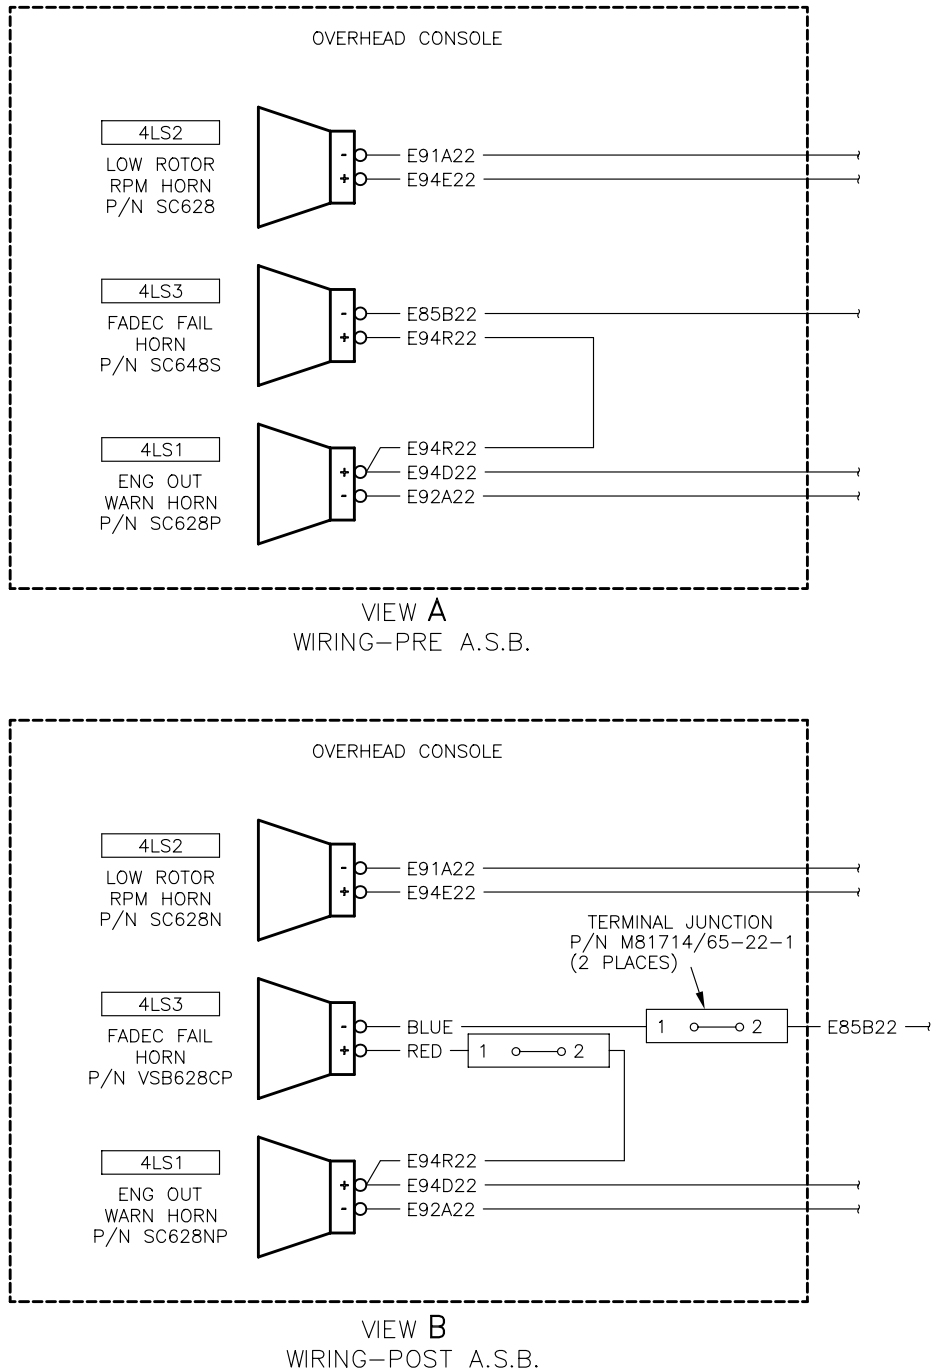 OVERHEAD CONSOLE
4LS2
LOW ROTOR
RPM HORN
P/N SC628
- E91A22
+ E94E22
4LS3
FADEC FAIL
HORN
P/N SC648S
- E85B22
+ E94R22
4LS1
ENG OUT
WARN HORN
P/N SC628P
E94R22
+ E94D22
- E92A22
VIEW A
WIRING-PRE A.S.B.
OVERHEAD CONSOLE
4LS2
LOW ROTOR
RPM HORN
P/N SC628N
- E91A22
+ E94E22
TERMINAL JUNCTION
P/N M81714/65-22-1
(2 PLACES)
4LS3
FADEC FAIL
HORN
P/N VSB628CP
- BLUE 1 2 E85B22
+ RED 1 2
4LS1
ENG OUT
WARN HORN
P/N SC628NP
E94R22
+ E94D22
- E92A22
VIEW B
WIRING-POST A.S.B.